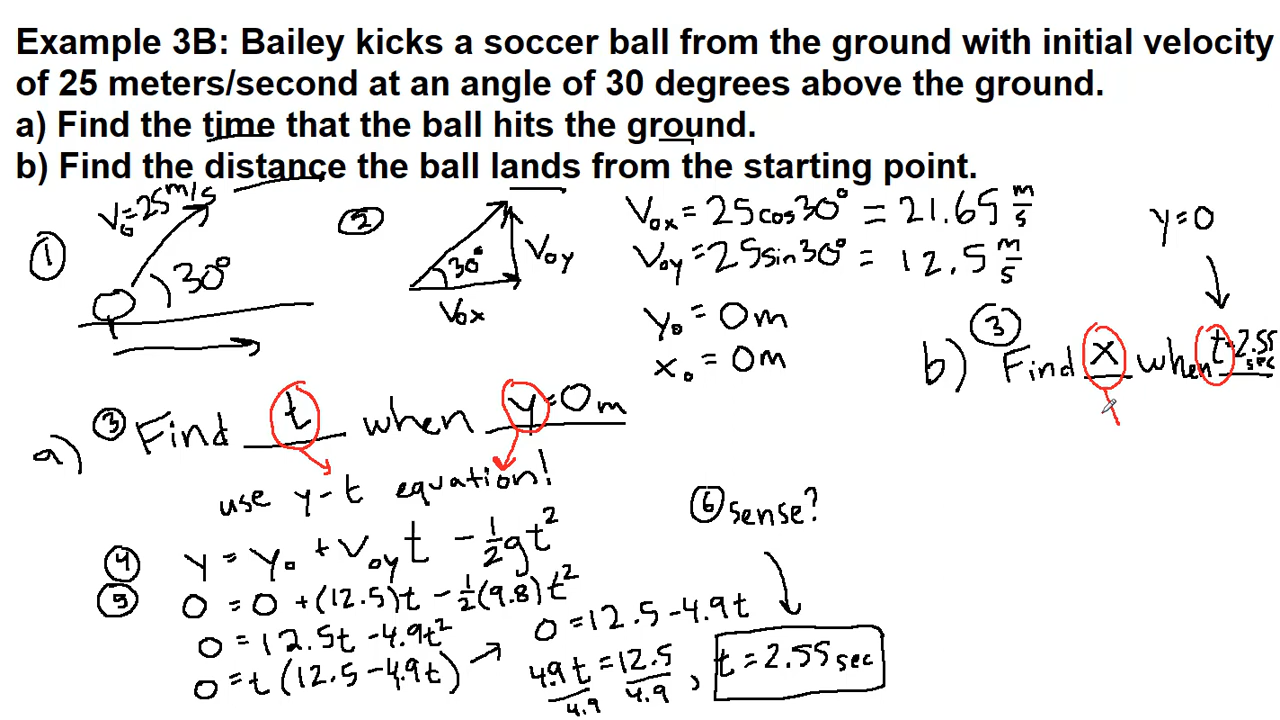 Example 3B: Bailey kicks a soccer ball from the ground with initial velocity
of 25 meters/second at an angle of 30 degrees above the ground.
a) Find the time that the ball hits the ground.
b) Find the distance the ball lands from the starting point.
①
V₀=25 m/s
30°
②
30°
Voy
Vox
Vox = 25cos30° = 21.65 m/s
Voy = 25sin30° = 12.5 m/s
y₀ = 0m
x₀ = 0m
y=0
b) ③ Find x when t=2.55 sec
a) ③ Find t when y=0m
use y-t equation!
④ y = y₀ + Voy t - 1/2 gt²
⑤ 0 = 0 + (12.5)t - 1/2(9.8)t²
0 = 12.5t - 4.9t²
0 = t(12.5 - 4.9t)
0 = 12.5 - 4.9t
4.9t/4.9 = 12.5/4.9 , t = 2.55 sec
⑥ sense?